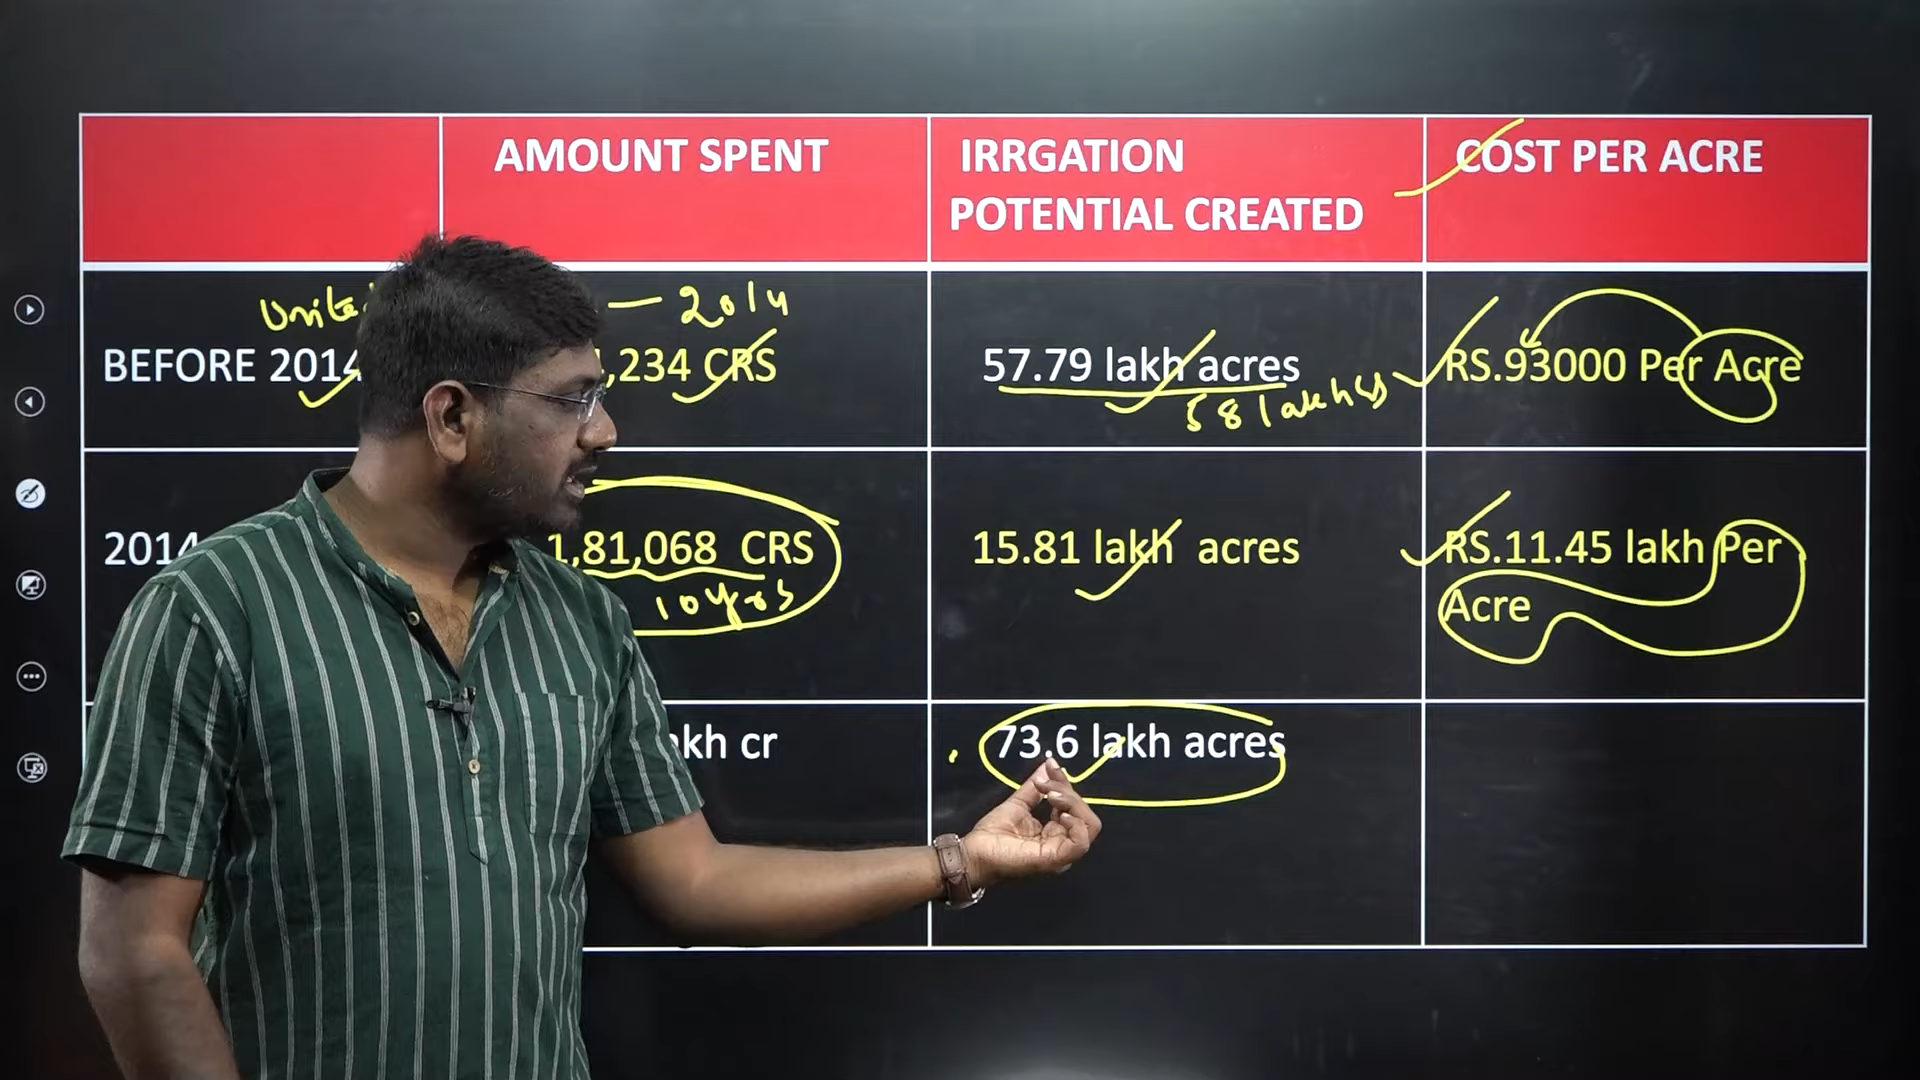 AMOUNT SPENT
IRRGATION
POTENTIAL CREATED
COST PER ACRE
— 2014
BEFORE 2014
,234 CRS
57.79 lakh acres
58 lakhs
RS.93000 Per Acre
2014
1,81,068 CRS
10yrs
15.81 lakh acres
RS.11.45 lakh Per
Acre
cr
73.6 lakh acres